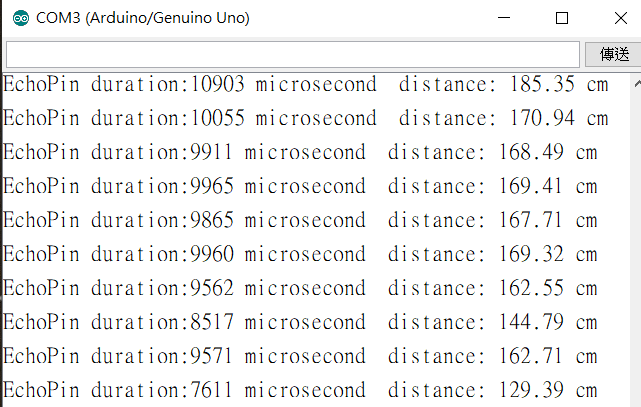 COM3 (Arduino/Genuino Uno)
傳送
EchoPin duration:10903 microsecond  distance: 185.35 cm
EchoPin duration:10055 microsecond  distance: 170.94 cm
EchoPin duration:9911 microsecond  distance: 168.49 cm
EchoPin duration:9965 microsecond  distance: 169.41 cm
EchoPin duration:9865 microsecond  distance: 167.71 cm
EchoPin duration:9960 microsecond  distance: 169.32 cm
EchoPin duration:9562 microsecond  distance: 162.55 cm
EchoPin duration:8517 microsecond  distance: 144.79 cm
EchoPin duration:9571 microsecond  distance: 162.71 cm
EchoPin duration:7611 microsecond  distance: 129.39 cm